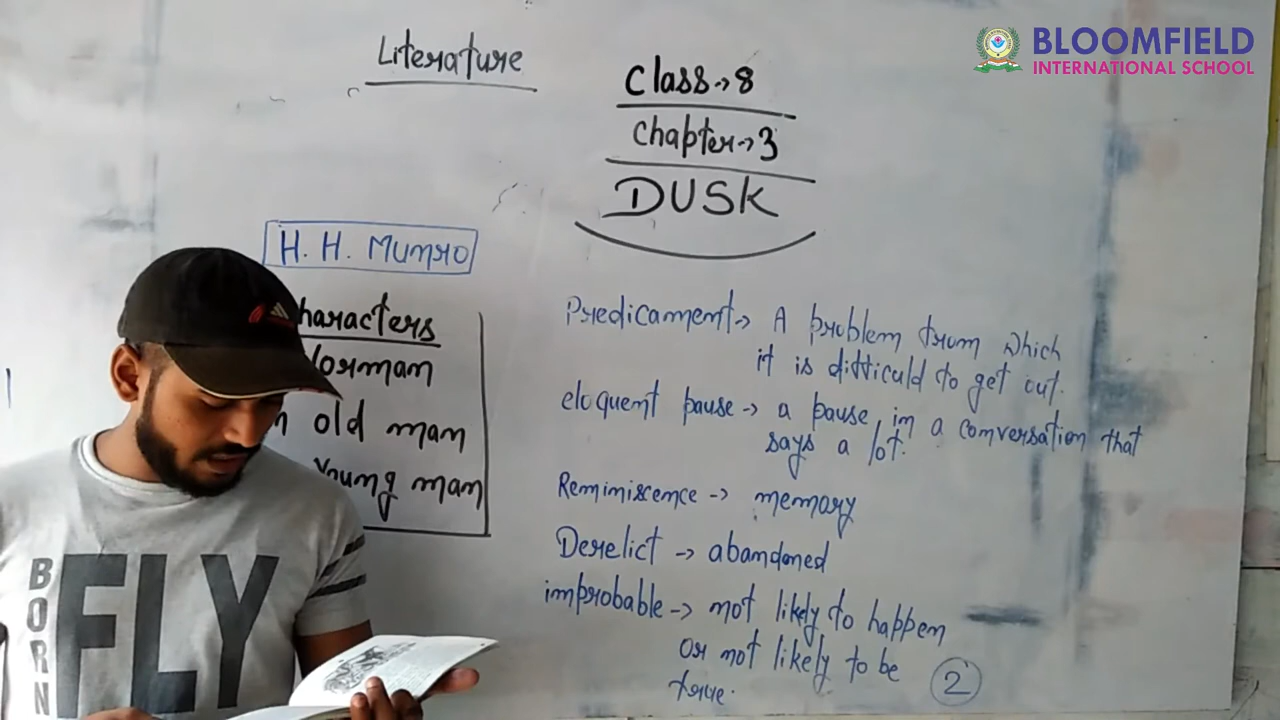 BLOOMFIELD
INTERNATIONAL SCHOOL
Literature
Class→8
Chapter→3
DUSK
H. H. Munro
haracters
orman
n old man
Young man
Predicament→ A problem from which
it is difficuld to get out.
eloquent pause→ a pause in a conversation that
says a lot.
Reminiscence→ memory
Derelict→ abandoned
improbable→ not likely to happen
or not likely to be
true.
2
BORN
FLY